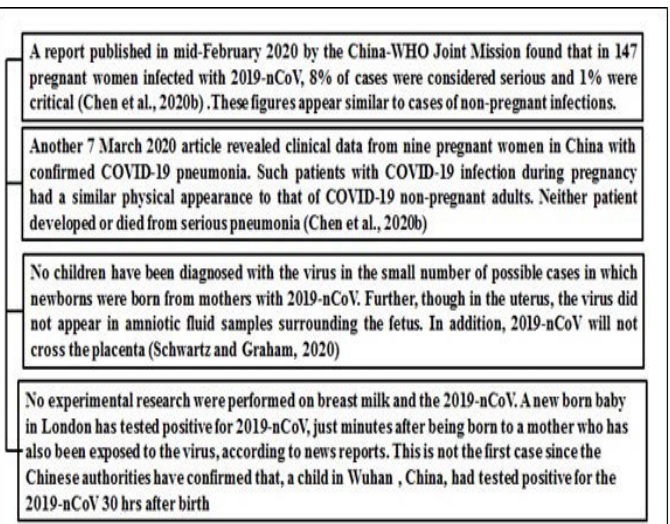 A report published in mid-February 2020 by the China-WHO Joint Mission found that in 147
pregnant women infected with 2019-nCoV, 8% of cases were considered serious and 1% were
critical (Chen et al., 2020b) .These figures appear similar to cases of non-pregnant infections.
Another 7 March 2020 article revealed clinical data from nine pregnant women in China with
confirmed COVID-19 pneumonia. Such patients with COVID-19 infection during pregnancy
had a similar physical appearance to that of COVID-19 non-pregnant adults. Neither patient
developed or died from serious pneumonia (Chen et al., 2020b)
No children have been diagnosed with the virus in the small number of possible cases in which
newborns were born from mothers with 2019-nCoV. Further, though in the uterus, the virus did
not appear in amniotic fluid samples surrounding the fetus. In addition, 2019-nCoV will not
cross the placenta (Schwartz and Graham, 2020)
No experimental research were performed on breast milk and the 2019-nCoV. A new born baby
in London has tested positive for 2019-nCoV, just minutes after being born to a mother who has
also been exposed to the virus, according to news reports. This is not the first case since the
Chinese authorities have confirmed that, a child in Wuhan , China, had tested positive for the
2019-nCoV 30 hrs after birth